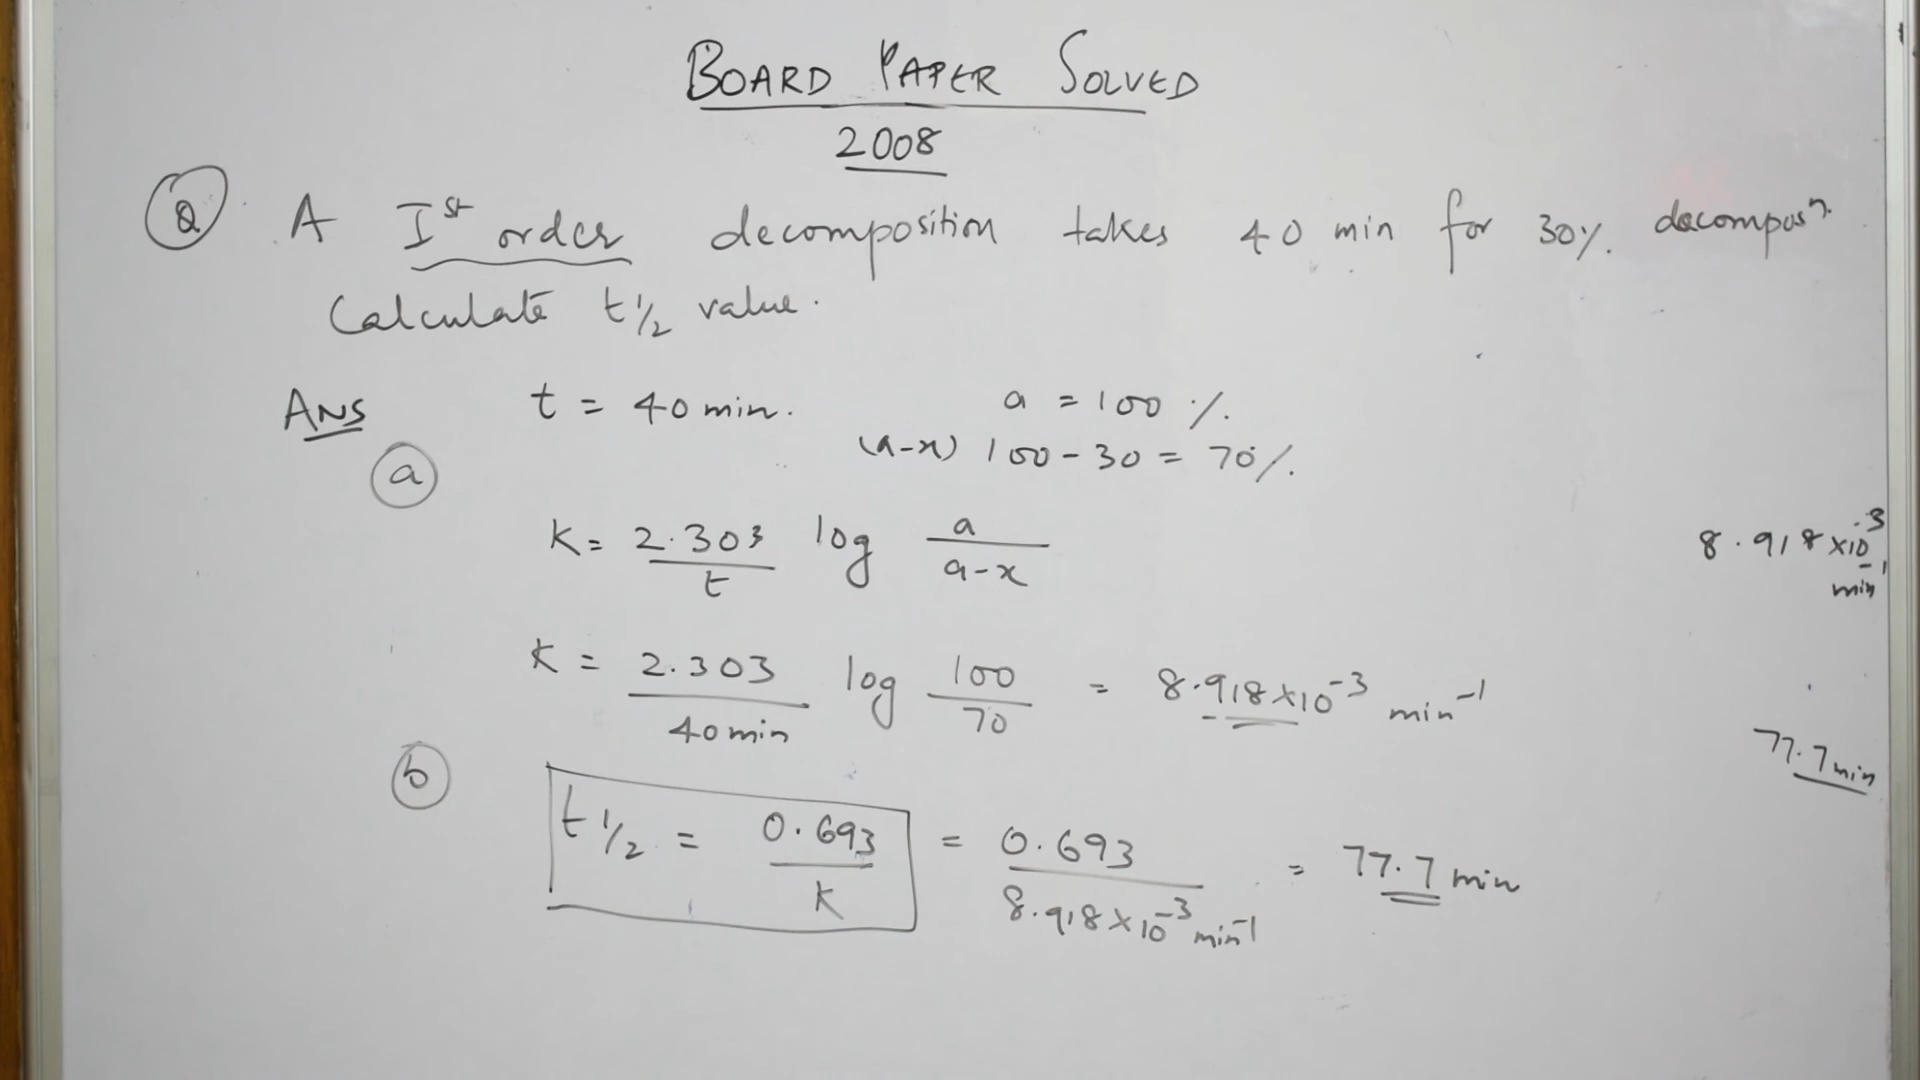 BOARD PAPER SOLVED
2008
Q A Ist order decomposition takes 40 min for 30% decomposn.
Calculate t1/2 value.
ANS t = 40 min. a = 100 %.
(a-x) 100 - 30 = 70%.
a
K = 2.303/t log a/a-x
8.918 x 10^-3 min^-1
K = 2.303/40 min log 100/70 = 8.918 x 10^-3 min^-1
77.7 min
b t1/2 = 0.693/K = 0.693/8.918 x 10^-3 min^-1 = 77.7 min